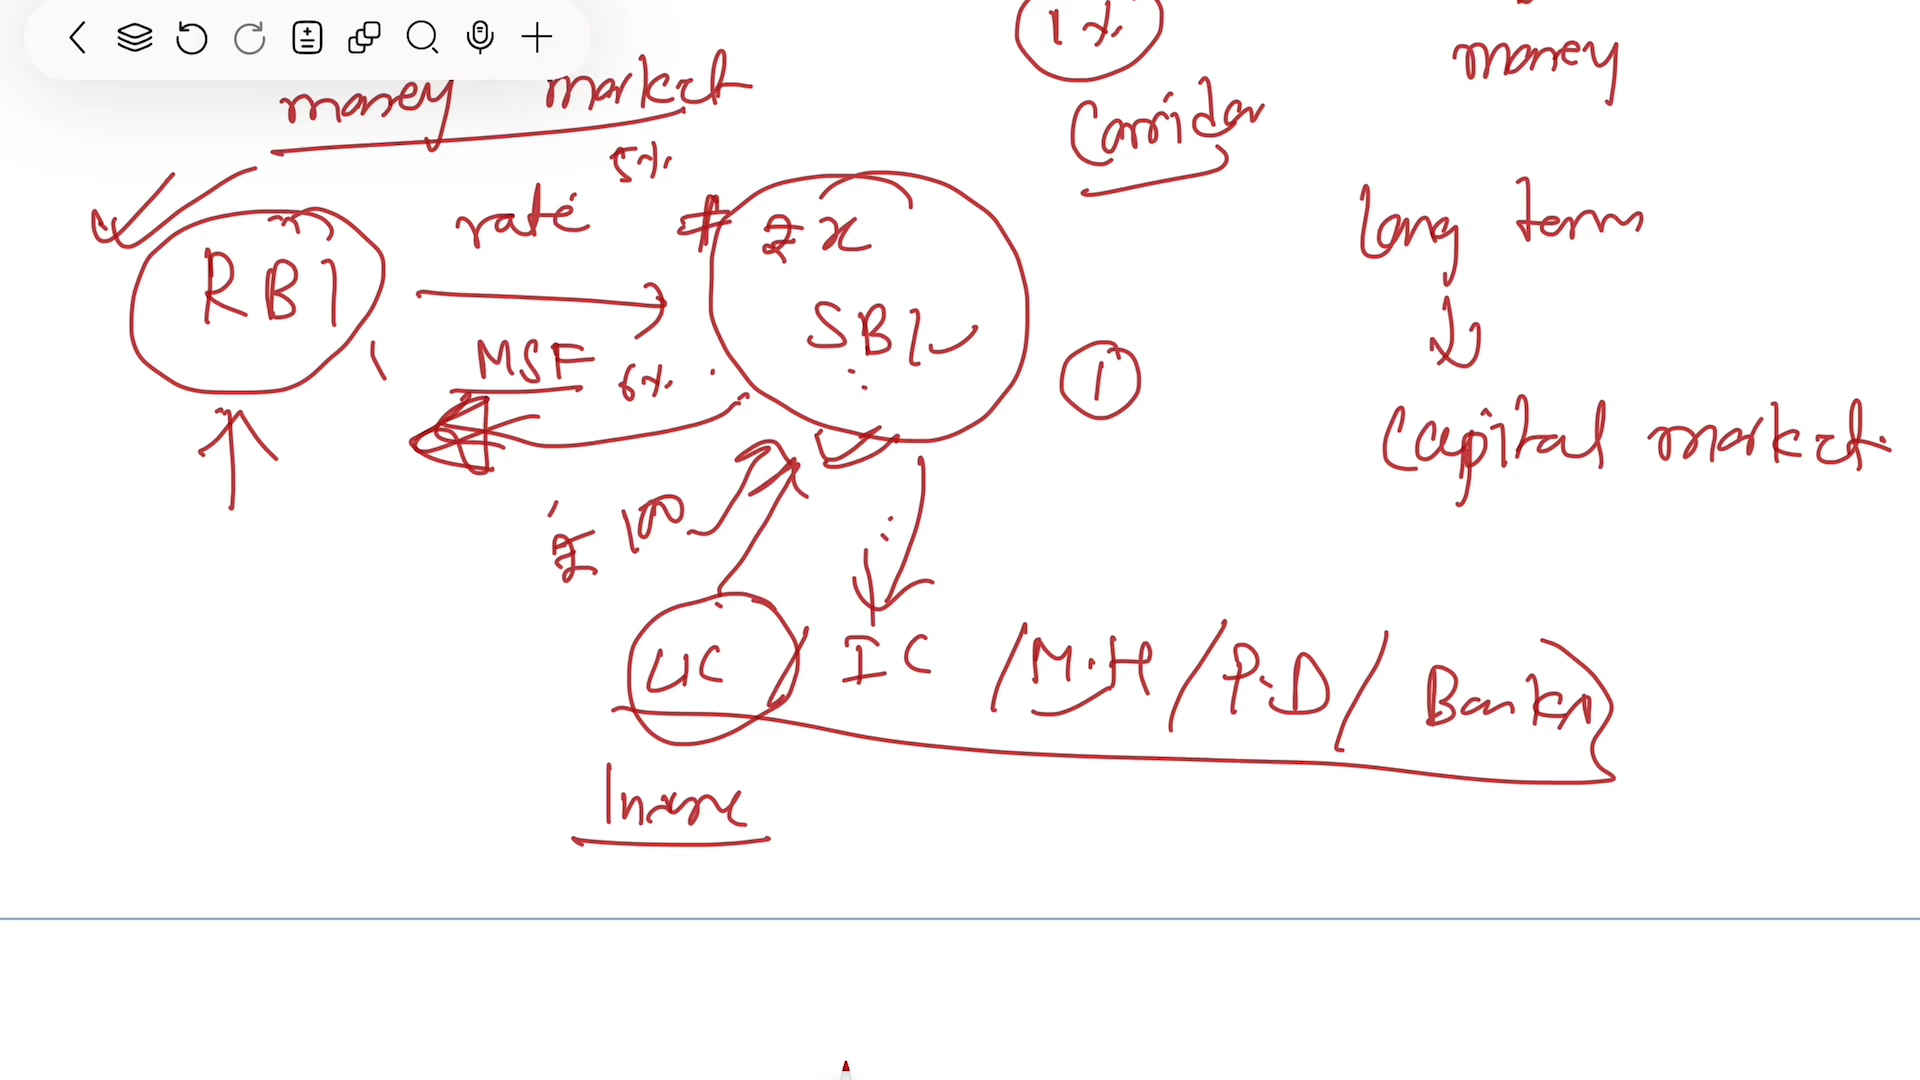 1%
money
money market
Corridor
5%
rate
₹ x
long term
RBI
SBI
MSF
6%
1
capital market
₹ 100
LIC
IC / M.H / P.D / Banks